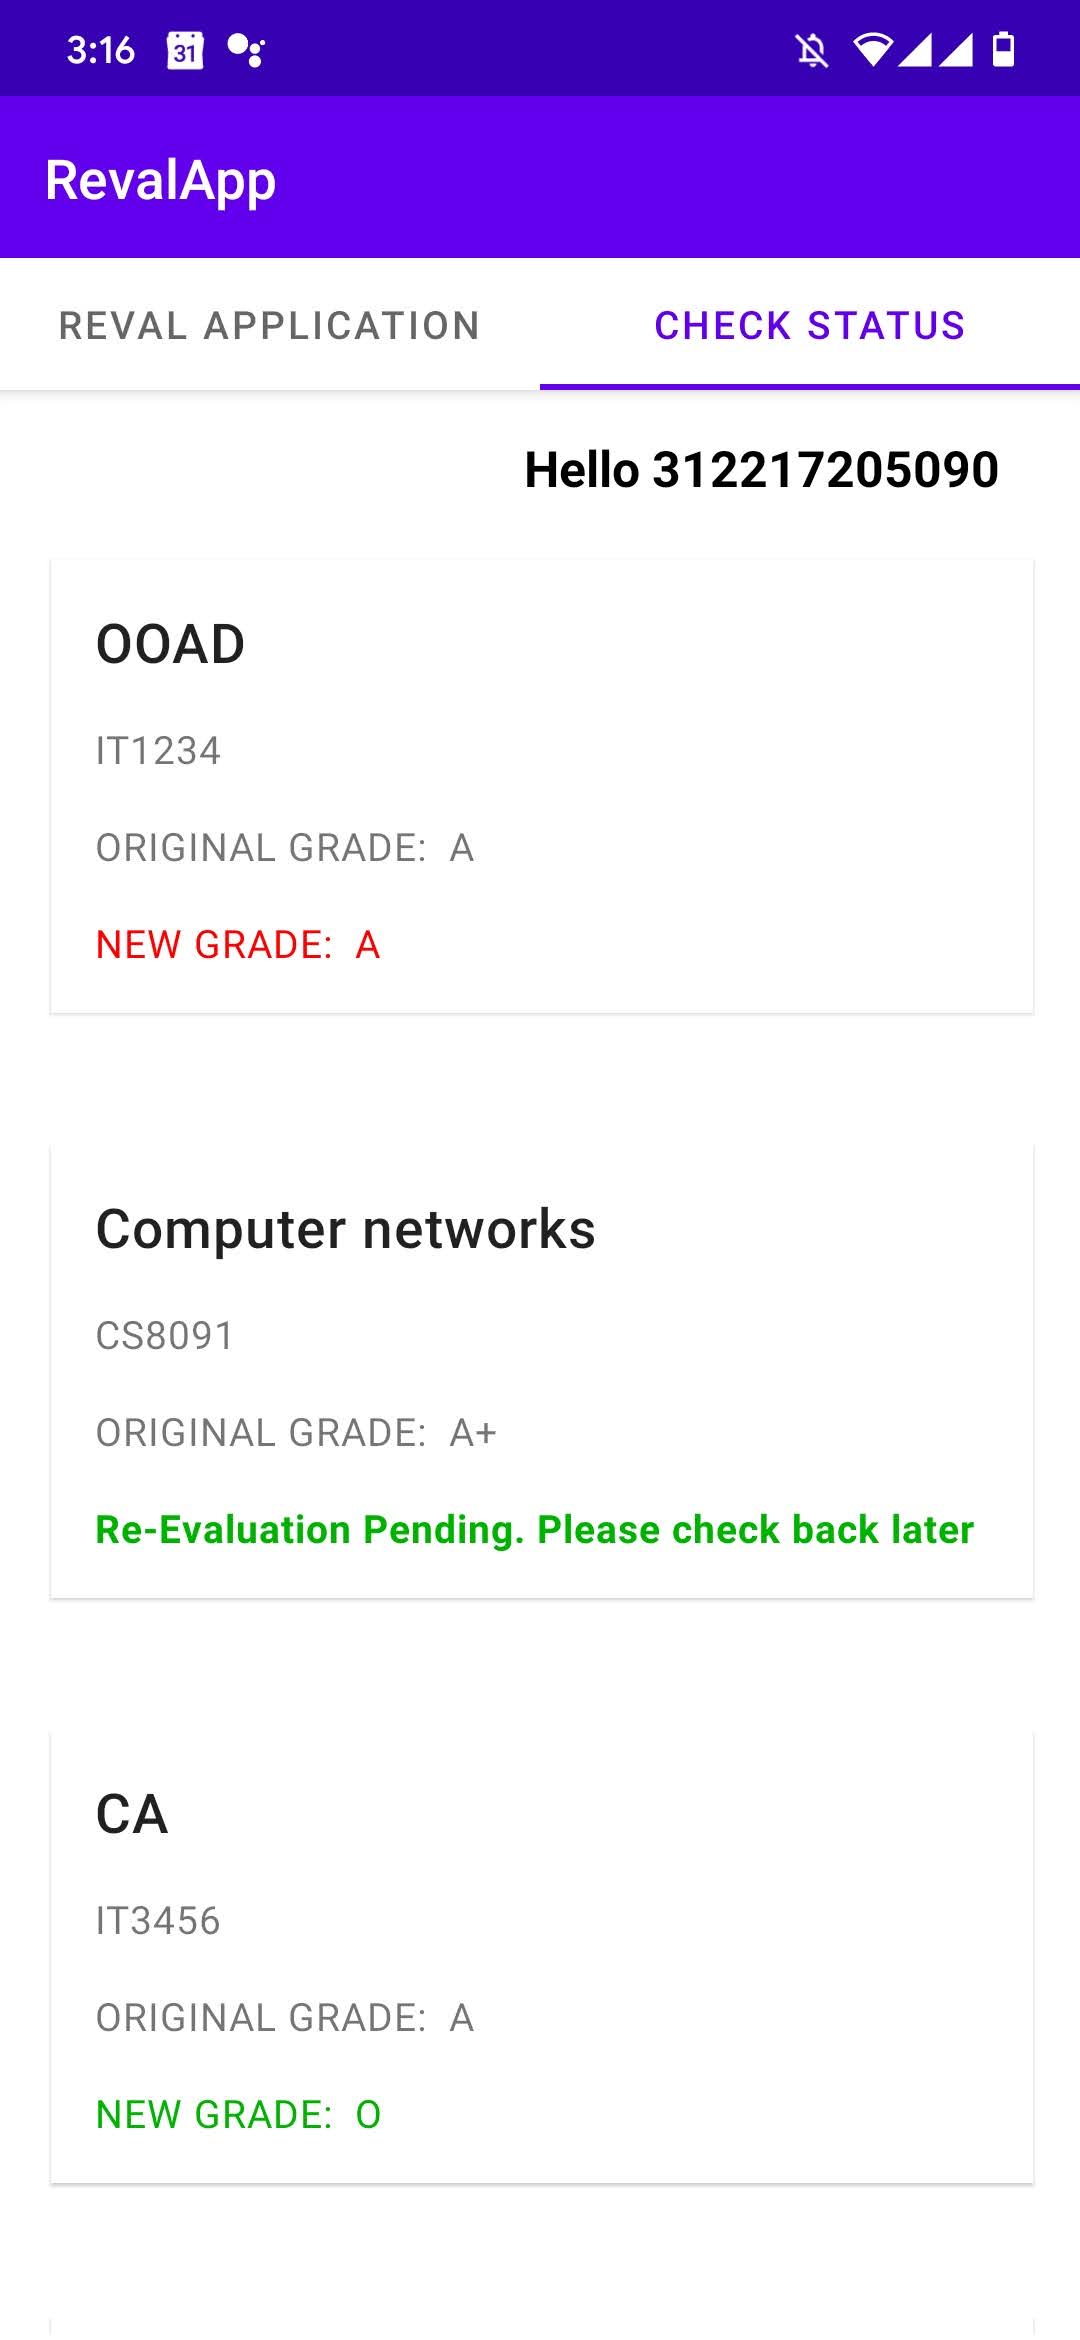 3:16
31
RevalApp
REVAL APPLICATION
CHECK STATUS
Hello 312217205090
OOAD
IT1234
ORIGINAL GRADE: A
NEW GRADE: A
Computer networks
CS8091
ORIGINAL GRADE: A+
Re-Evaluation Pending. Please check back later
CA
IT3456
ORIGINAL GRADE: A
NEW GRADE: O